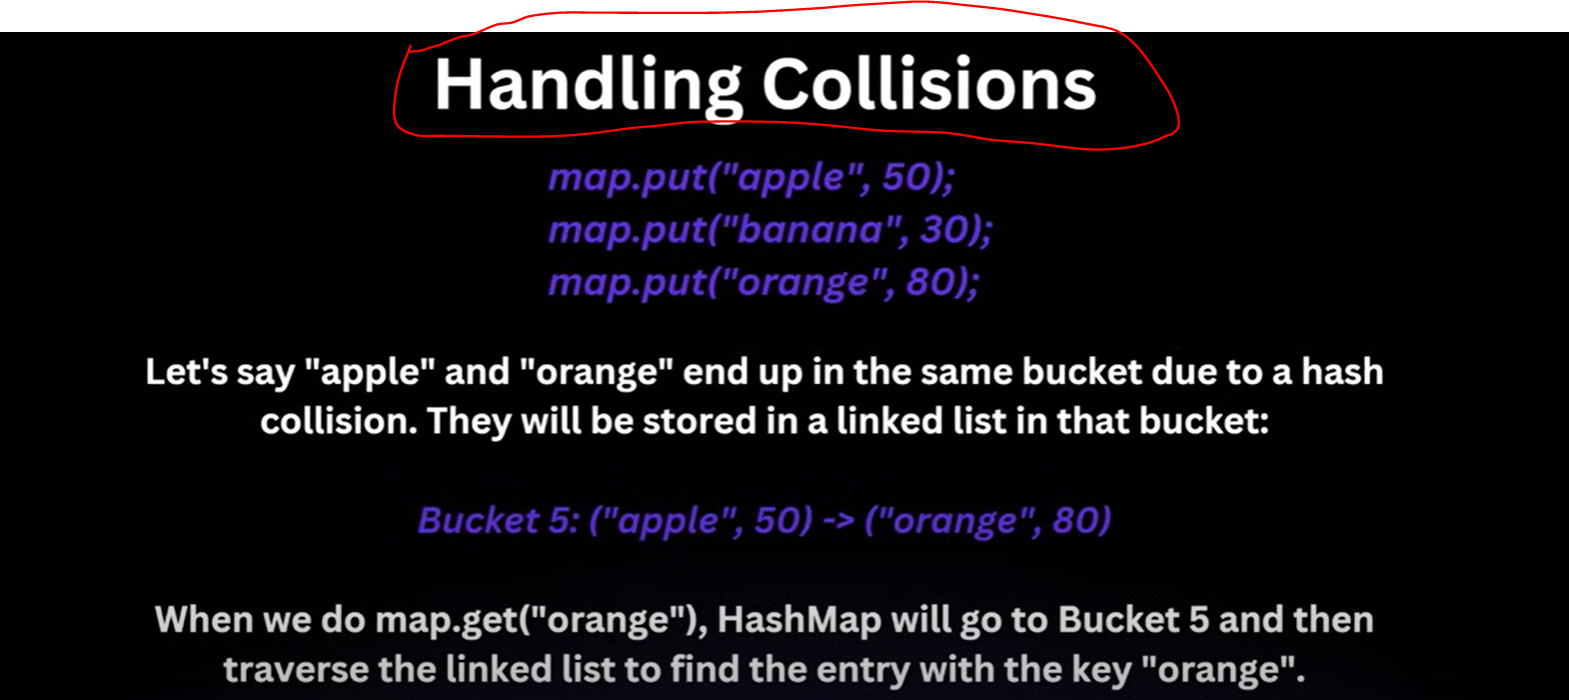 Handling Collisions
map.put("apple", 50);
map.put("banana", 30);
map.put("orange", 80);
Let's say "apple" and "orange" end up in the same bucket due to a hash
collision. They will be stored in a linked list in that bucket:
Bucket 5: ("apple", 50) -> ("orange", 80)
When we do map.get("orange"), HashMap will go to Bucket 5 and then
traverse the linked list to find the entry with the key "orange".